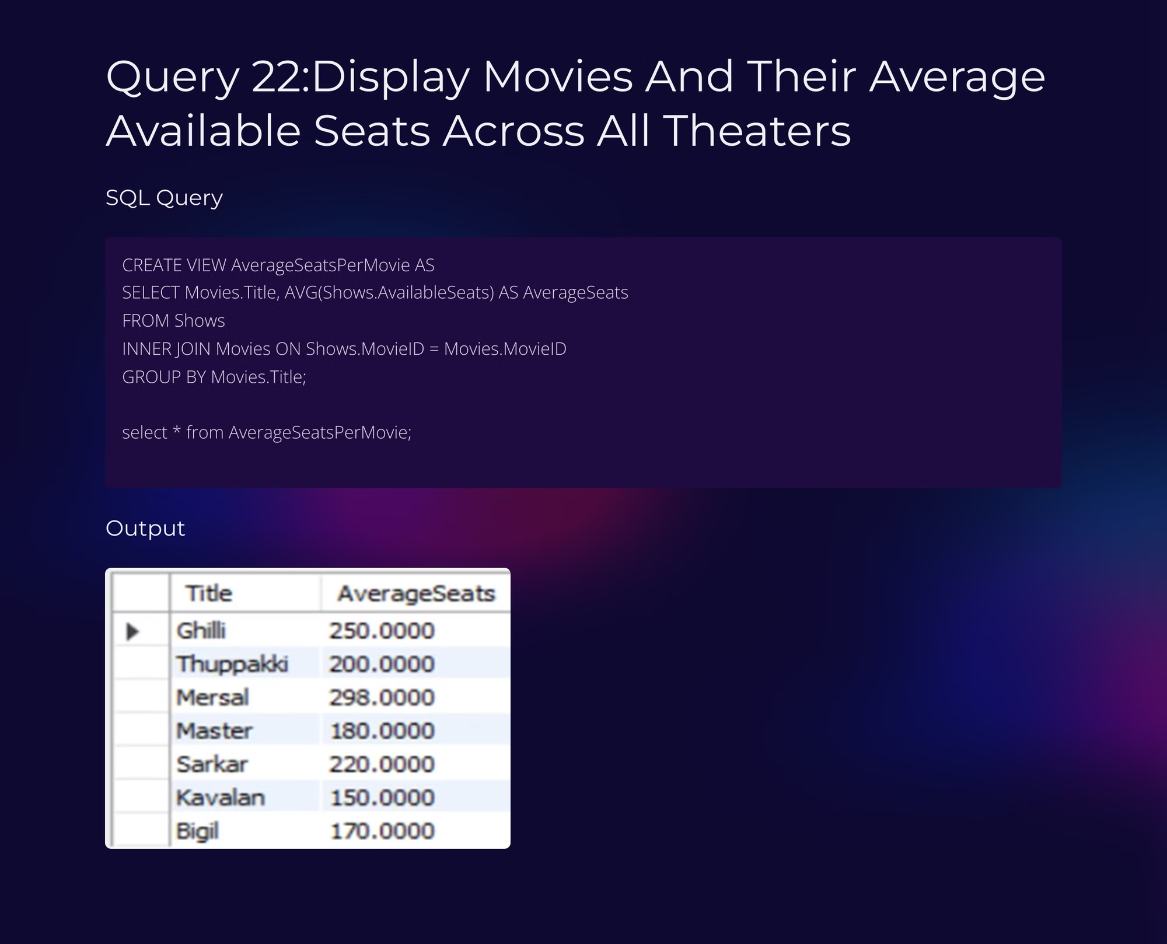 Query 22:Display Movies And Their Average
Available Seats Across All Theaters
SQL Query
CREATE VIEW AverageSeatsPerMovie AS
SELECT Movies.Title, AVG(Shows.AvailableSeats) AS AverageSeats
FROM Shows
INNER JOIN Movies ON Shows.MovieID = Movies.MovieID
GROUP BY Movies.Title;
select * from AverageSeatsPerMovie;
Output
Title AverageSeats
Ghilli 250.0000
Thuppakki 200.0000
Mersal 298.0000
Master 180.0000
Sarkar 220.0000
Kavalan 150.0000
Bigil 170.0000